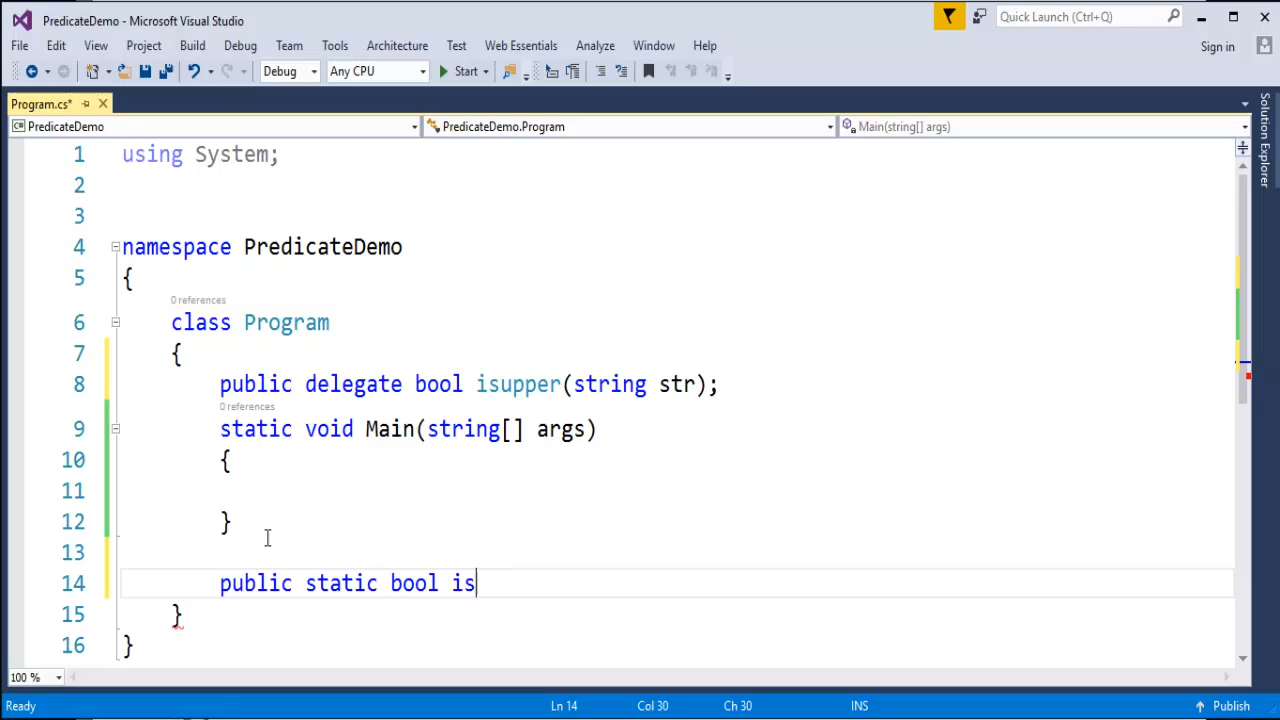 PredicateDemo - Microsoft Visual Studio
Quick Launch (Ctrl+Q)
File Edit View Project Build Debug Team Tools Architecture Test Web Essentials Analyze Window Help
Sign in
Debug Any CPU Start
Program.cs*
PredicateDemo PredicateDemo.Program Main(string[] args)
Solution Explorer
1 using System;
2
3
4 namespace PredicateDemo
5 {
0 references
6 class Program
7 {
8 public delegate bool isupper(string str);
0 references
9 static void Main(string[] args)
10 {
11
12 }
13
14 public static bool is
15 }
16 }
100 %
Ready Ln 14 Col 30 Ch 30 INS Publish